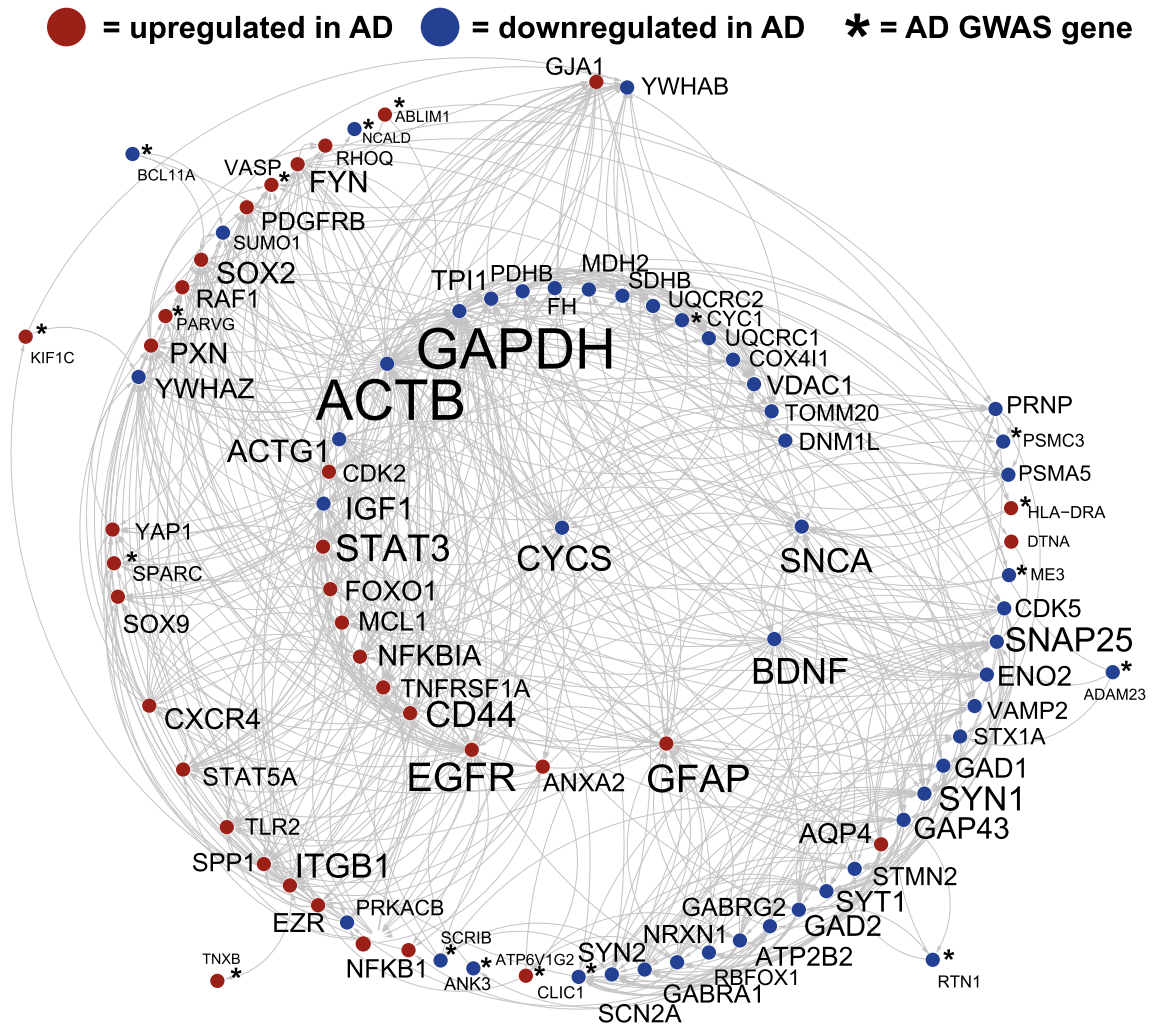 = upregulated in AD = downregulated in AD * = AD GWAS gene
GJA1
YWHAB
* ABLIM1
* NCALD
RHOQ
* BCL11A
VASP *
FYN
PDGFRB
SUMO1
SOX2
RAF1
* PARVG
* KIF1C
PXN
YWHAZ
TPI1
PDHB
MDH2
FH
SDHB
UQCRC2
* CYC1
UQCRC1
COX4I1
VDAC1
TOMM20
DNM1L
GAPDH
ACTB
ACTG1
CDK2
IGF1
STAT3
FOXO1
MCL1
NFKBIA
TNFRSF1A
CD44
EGFR
ANXA2
GFAP
CYCS
SNCA
BDNF
PRNP
* PSMC3
PSMA5
* HLA−DRA
DTNA
* ME3
CDK5
SNAP25
ENO2
* ADAM23
VAMP2
STX1A
GAD1
SYN1
GAP43
AQP4
STMN2
SYT1
GAD2
GABRG2
ATP2B2
NRXN1
RBFOX1
GABRA1
SYN2
SCN2A
* RTN1
YAP1
* SPARC
SOX9
CXCR4
STAT5A
TLR2
SPP1
ITGB1
EZR
PRKACB
NFKB1
TNXB *
SCRIB *
ANK3 *
ATP6V1G2 *
CLIC1 *